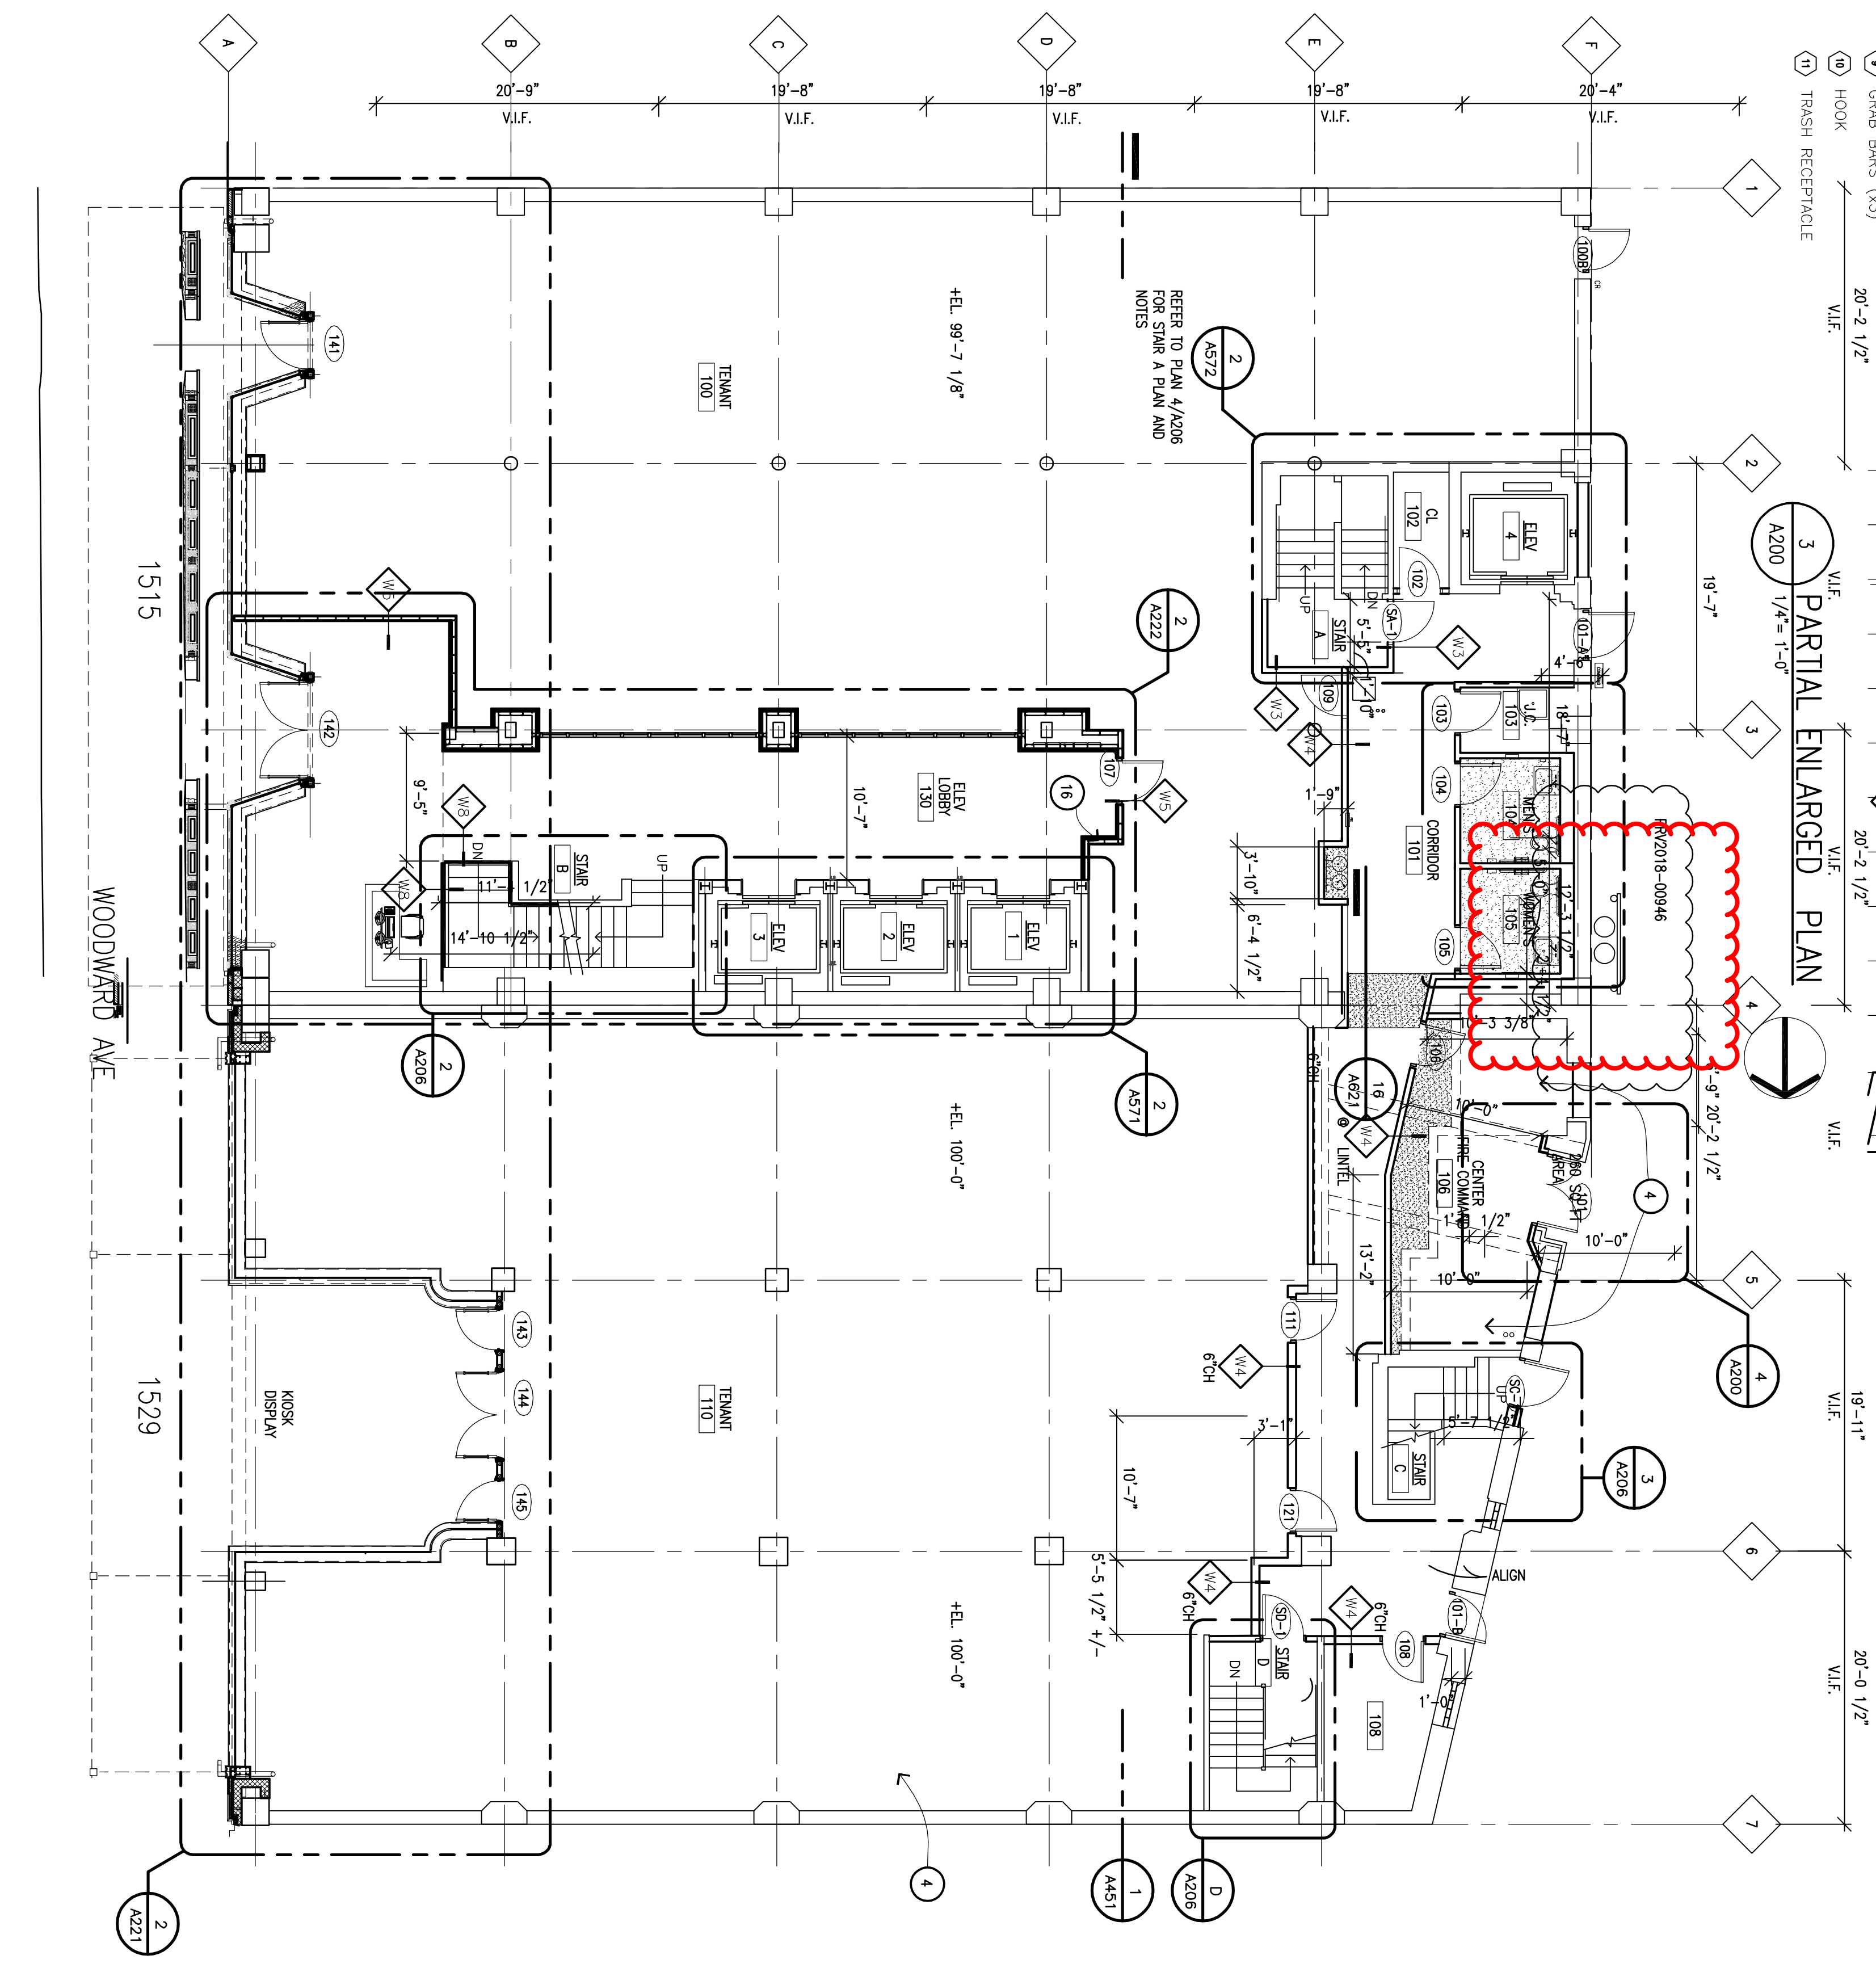 GRAB BARS (X3)
10 HOOK
11 TRASH RECEPTACLE
3
A200
PARTIAL ENLARGED PLAN
1/4"= 1'-0"
1
2
3
4
5
6
7
20'-2 1/2"
V.I.F.
V.I.F.
20'-2 1/2"
V.I.F.
V.I.F.
19'-11"
V.I.F.
20'-0 1/2"
V.I.F.
19'-7"
20'-2 1/2"
A
B
C
D
E
F
20'-9"
V.I.F.
19'-8"
V.I.F.
19'-8"
V.I.F.
19'-8"
V.I.F.
20'-4"
V.I.F.
100B
CR
REFER TO PLAN 4/A206
FOR STAIR A PLAN AND
NOTES
+EL. 99'-7 1/8"
TENANT
100
141
142
2
A572
ELEV
4
CL
102
102
DN
UP
STAIR
A
SA-1
101-A
5'-5"
4'-6"
W3
W3
1'-10"
109
W4
103
J.C.
103
18'-7"
104
MEN'S
105
WOMEN'S
105
12'-3 1/2"
PRV2018-00946
CORRIDOR
101
1'-9"
3'-10"
6'-4 1/2"
10'-3 3/8"
106
10'-0"
2
A222
W5
107
16
W5
ELEV
LOBBY
130
10'-7"
9'-5"
W8
W8
DN
STAIR
B
UP
11'-4 1/2"
14'-10 1/2"
ELEV
3
ELEV
2
ELEV
1
2
A206
2
A571
16
A621
W4
6"CH
@ LINTEL
CENTER
FIRE COMMAND
106
260 SQ FT
AREA
101
10'-0"
10'-0"
13'-2"
4
4
A200
+EL. 100'-0"
1515
WOODWARD AVE
1529
143
144
145
KIOSK
DISPLAY
TENANT
110
111
W4
6"CH
3'-1"
10'-7"
5'-5 1/2" +/-
121
W4
6"CH
SC-1
UP
5'-7 1/2"
STAIR
C
3
A206
ALIGN
101-B
W4
6"CH
108
108
1'-0"
SD-1
STAIR
D
DN
+EL. 100'-0"
4
1
A451
D
A206
2
A221